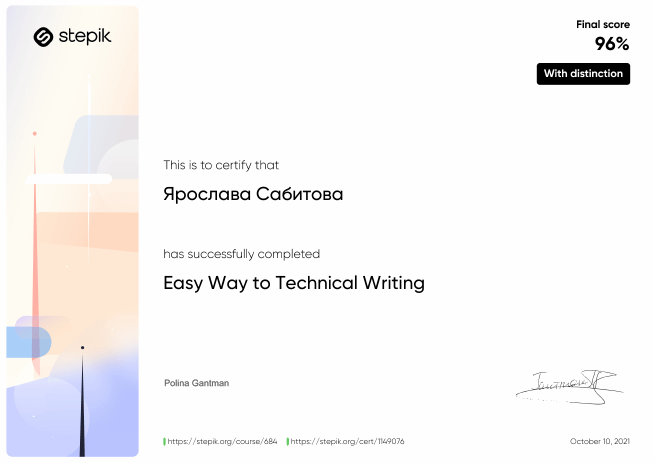 stepik
Final score
96%
With distinction
This is to certify that
Ярослава Сабитова
has successfully completed
Easy Way to Technical Writing
Polina Gantman
https://stepik.org/course/684 https://stepik.org/cert/1149076
October 10, 2021